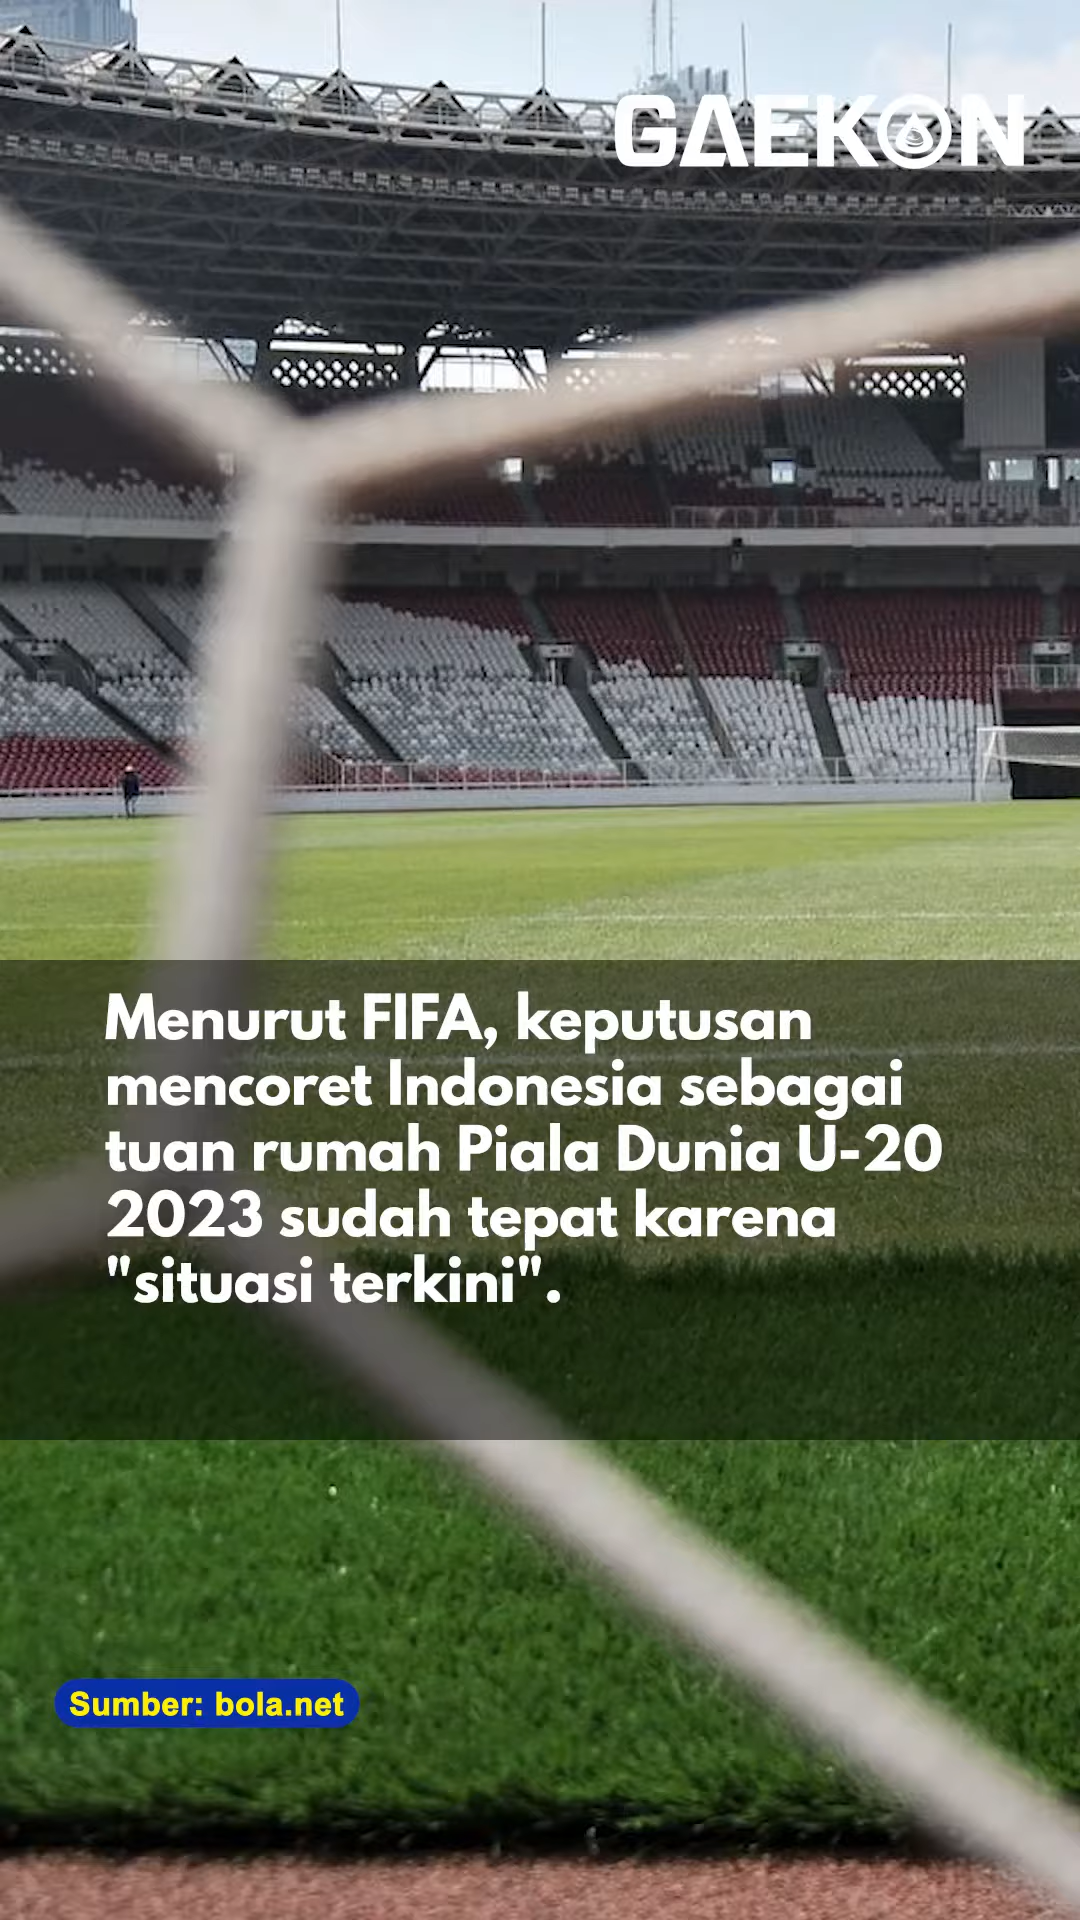 GAEKON
Menurut FIFA, keputusan
mencoret Indonesia sebagai
tuan rumah Piala Dunia U-20
2023 sudah tepat karena
"situasi terkini".
Sumber: bola.net